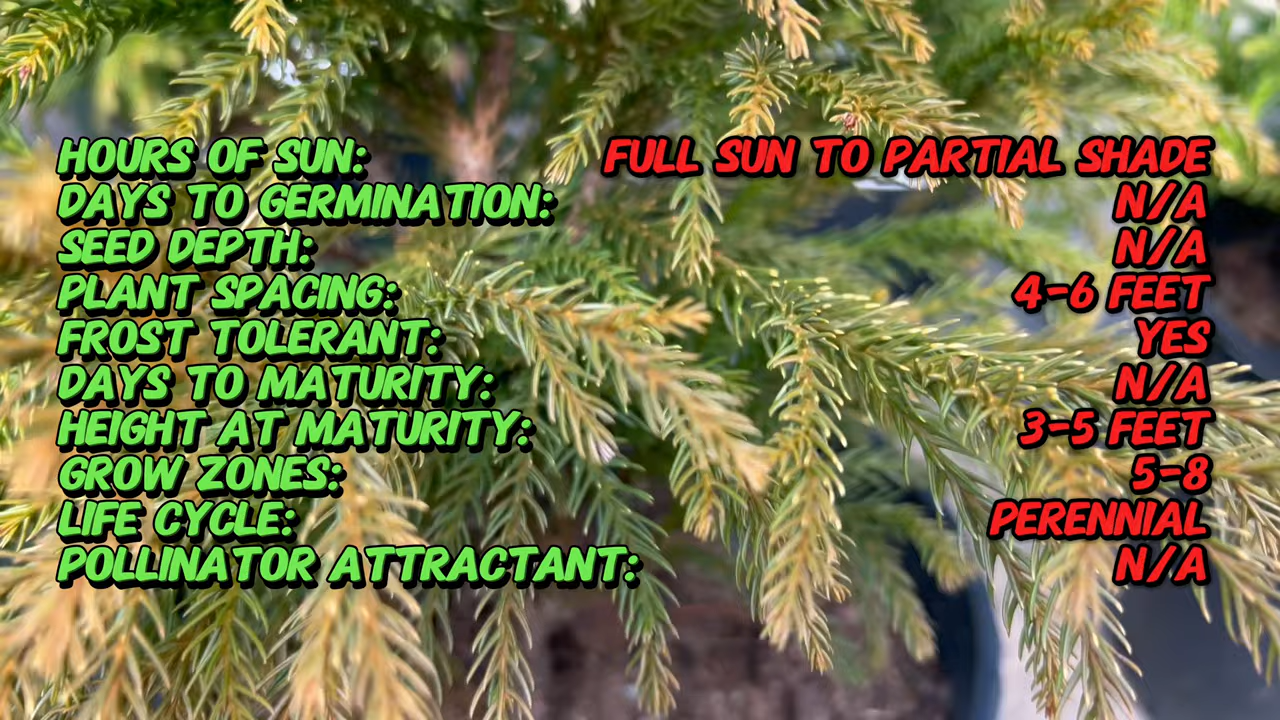 HOURS OF SUN: FULL SUN TO PARTIAL SHADE
DAYS TO GERMINATION: N/A
SEED DEPTH: N/A
PLANT SPACING: 4-6 FEET
FROST TOLERANT: YES
DAYS TO MATURITY: N/A
HEIGHT AT MATURITY: 3-5 FEET
GROW ZONES: 5-8
LIFE CYCLE: PERENNIAL
POLLINATOR ATTRACTANT: N/A